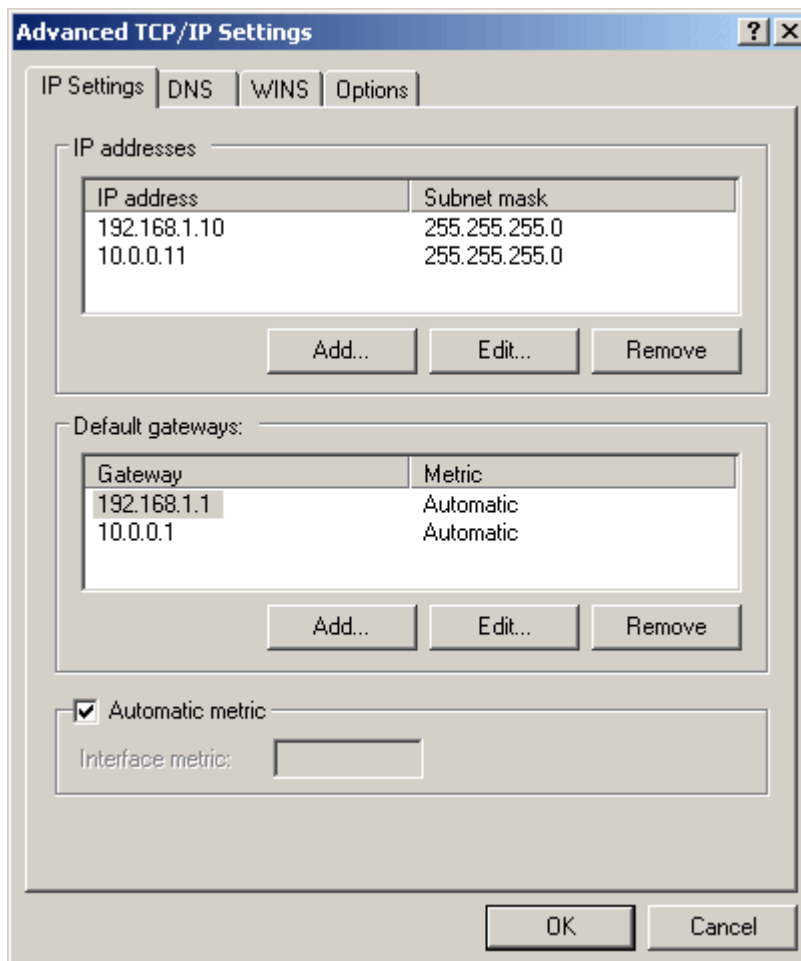 Advanced TCP/IP Settings
IP Settings DNS WINS Options
IP addresses
IP address Subnet mask
192.168.1.10 255.255.255.0
10.0.0.11 255.255.255.0
Add... Edit... Remove
Default gateways:
Gateway Metric
192.168.1.1 Automatic
10.0.0.1 Automatic
Add... Edit... Remove
Automatic metric
Interface metric:
OK Cancel